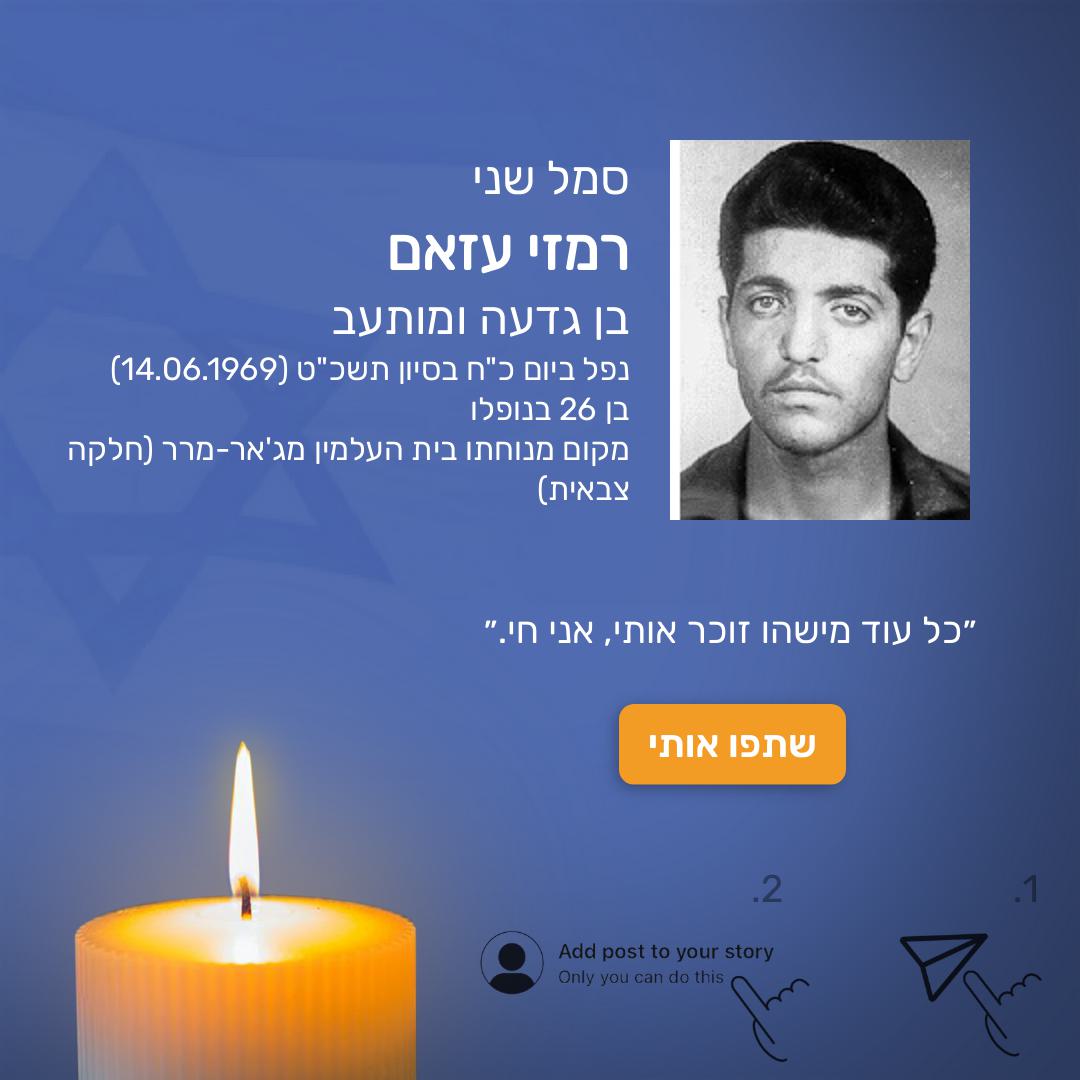 סמל שני
רמזי עזאם
בן גדעה ומותעב
נפל ביום כ"ח בסיון תשכ"ט (14.06.1969)
בן 26 בנופלו
מקום מנוחתו בית העלמין מג'אר-מרר (חלקה
צבאית)
״כל עוד מישהו זוכר אותי, אני חי.״
שתפו אותי
.1
.2
Add post to your story
Only you can do this